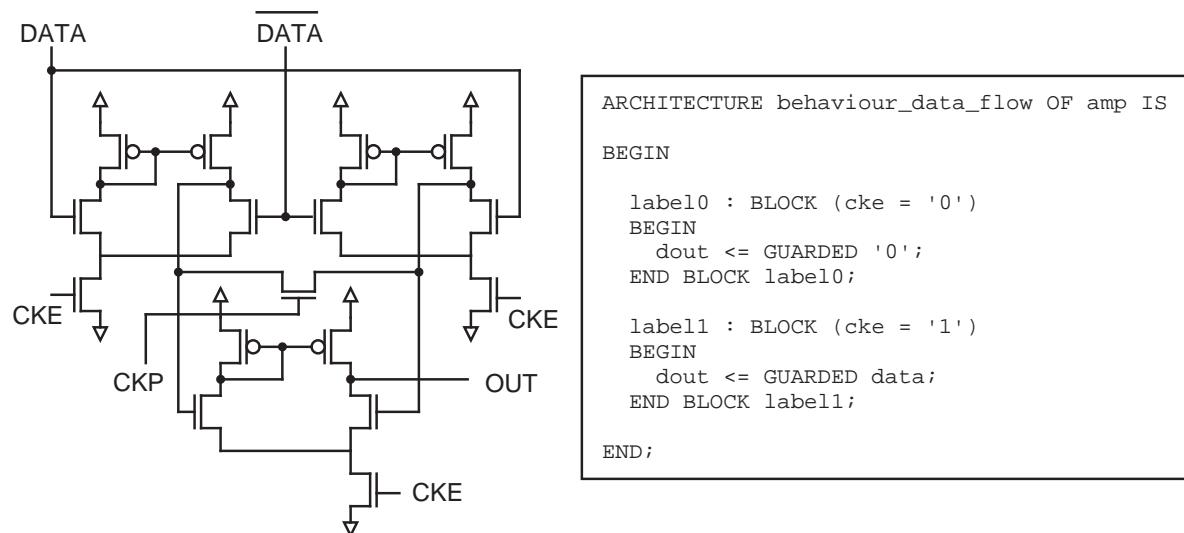 DATA
DATA
CKE
CKE
CKP
OUT
CKE
ARCHITECTURE behaviour_data_flow OF amp IS
BEGIN
label0 : BLOCK (cke = '0')
BEGIN
dout <= GUARDED '0';
END BLOCK label0;
label1 : BLOCK (cke = '1')
BEGIN
dout <= GUARDED data;
END BLOCK label1;
END;